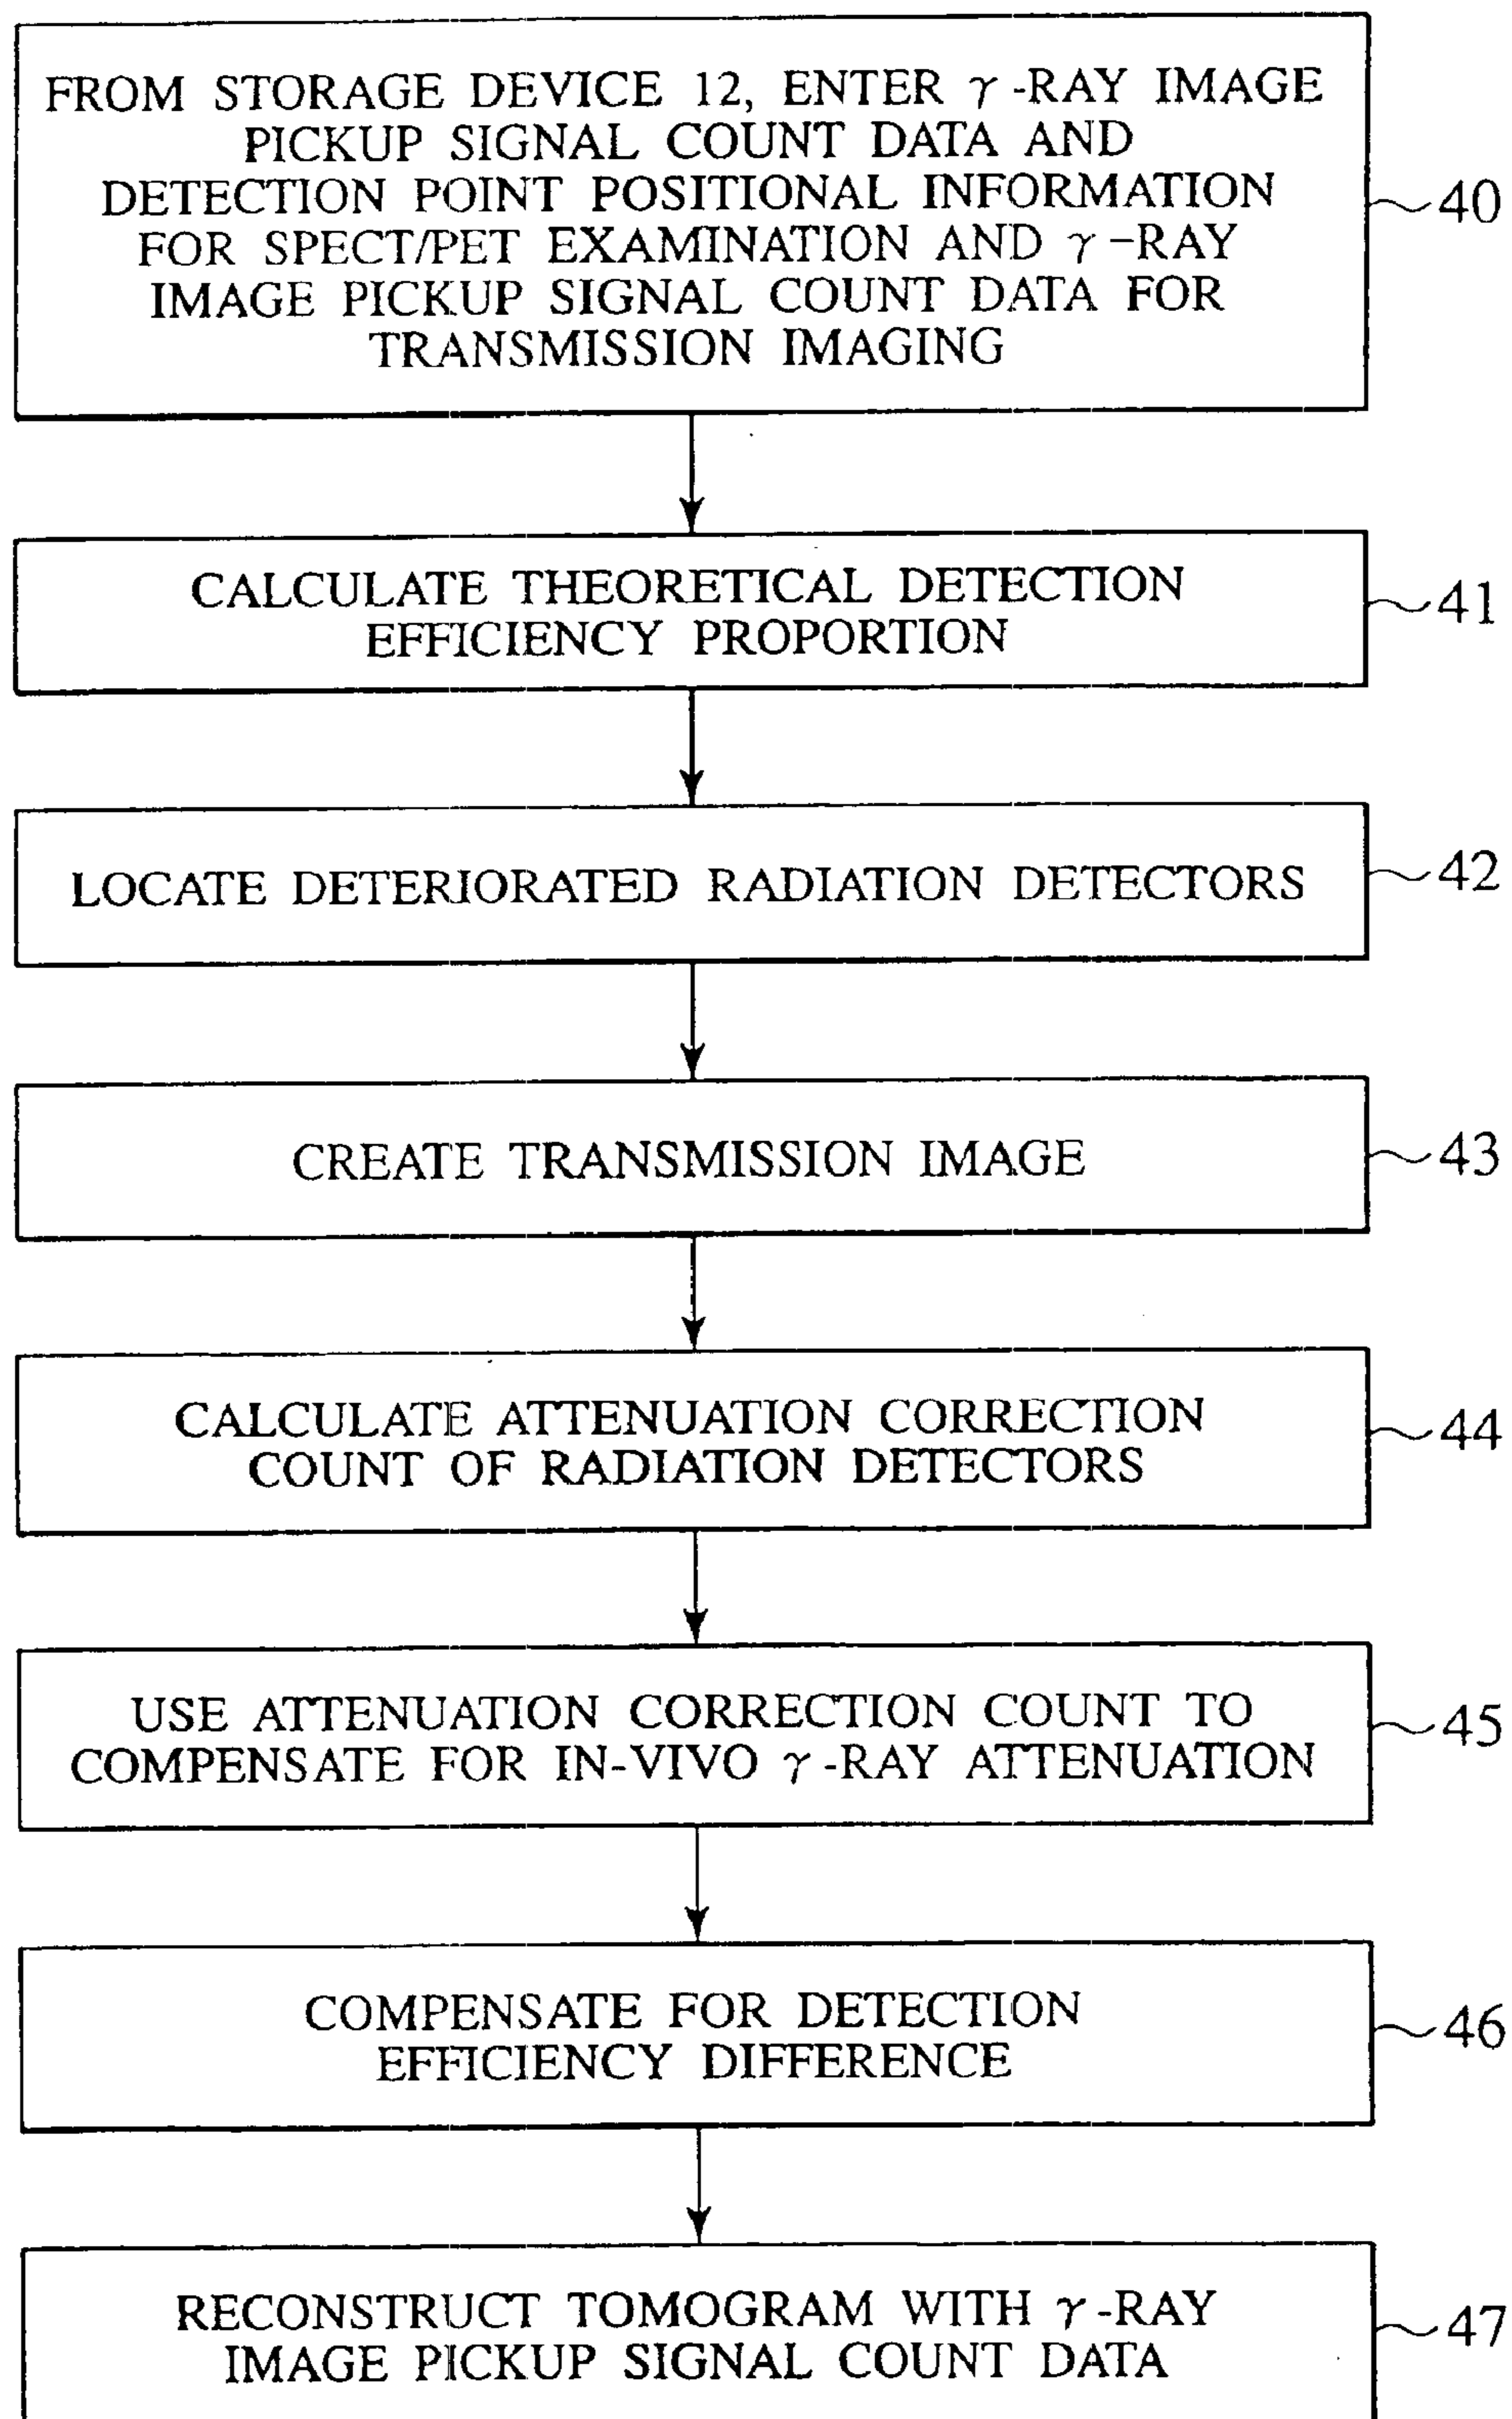 FROM STORAGE DEVICE 12, ENTER γ-RAY IMAGE
PICKUP SIGNAL COUNT DATA AND
DETECTION POINT POSITIONAL INFORMATION
FOR SPECT/PET EXAMINATION AND γ-RAY
IMAGE PICKUP SIGNAL COUNT DATA FOR
TRANSMISSION IMAGING
40
CALCULATE THEORETICAL DETECTION
EFFICIENCY PROPORTION
41
LOCATE DETERIORATED RADIATION DETECTORS
42
CREATE TRANSMISSION IMAGE
43
CALCULATE ATTENUATION CORRECTION
COUNT OF RADIATION DETECTORS
44
USE ATTENUATION CORRECTION COUNT TO
COMPENSATE FOR IN-VIVO γ-RAY ATTENUATION
45
COMPENSATE FOR DETECTION
EFFICIENCY DIFFERENCE
46
RECONSTRUCT TOMOGRAM WITH γ-RAY
IMAGE PICKUP SIGNAL COUNT DATA
47